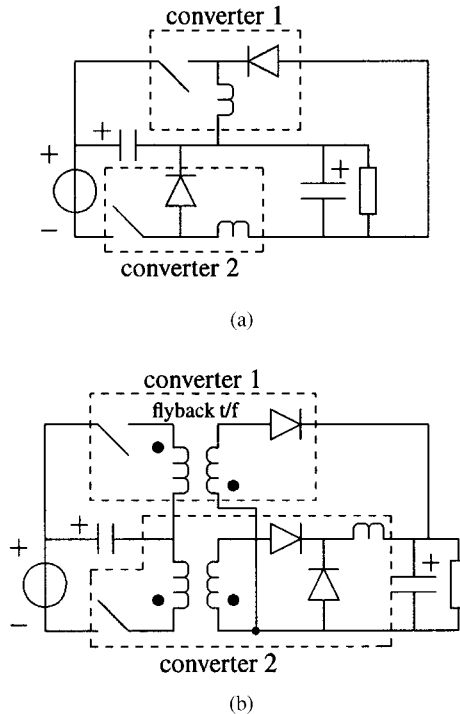 converter 1
+
+
+
−
converter 2
(a)
converter 1
flyback t/f
+
+
+
−
converter 2
(b)